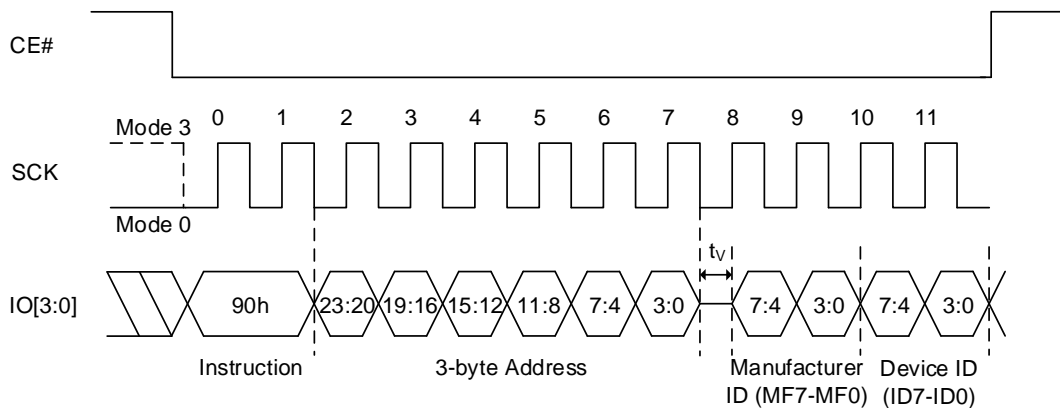 CE#
0 1 2 3 4 5 6 7 8 9 10 11
Mode 3
SCK
Mode 0
tV
IO[3:0] 90h 23:20 19:16 15:12 11:8 7:4 3:0 7:4 3:0 7:4 3:0
Instruction 3-byte Address Manufacturer Device ID
ID (MF7-MF0) (ID7-ID0)